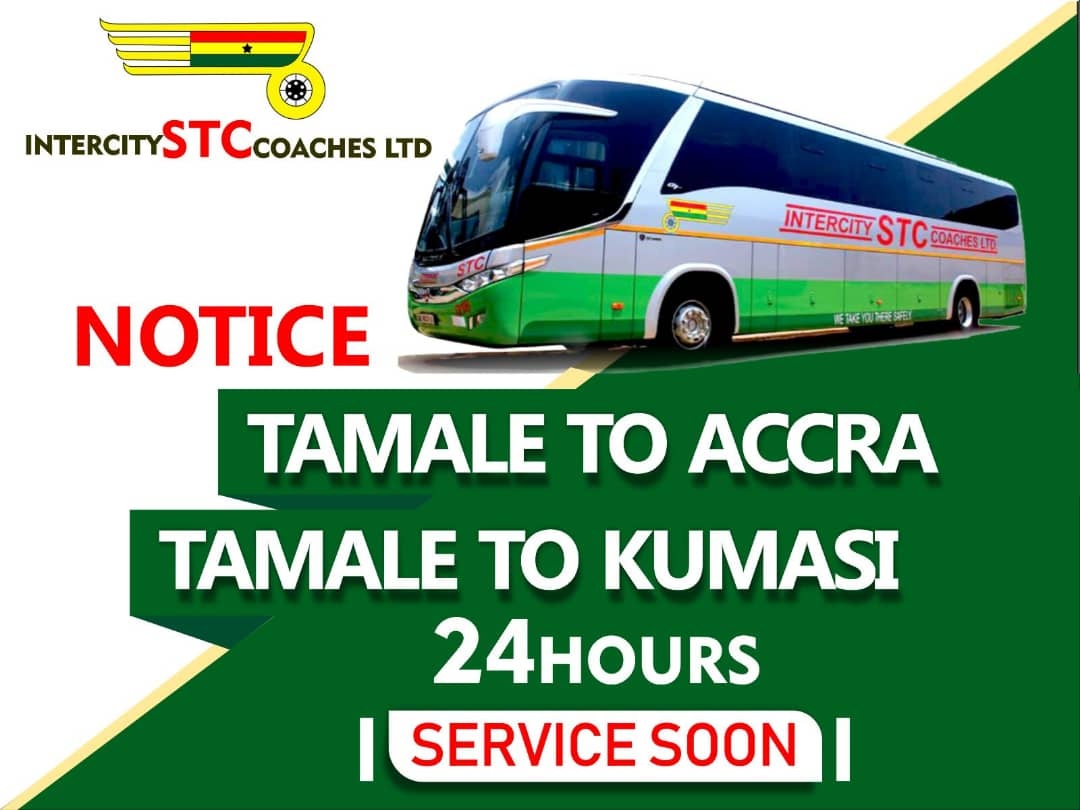 INTERCITY STC COACHES LTD
INTERCITY STC COACHES LTD
STC
WE TAKE YOU THERE SAFELY
NOTICE
TAMALE TO ACCRA
TAMALE TO KUMASI
24HOURS
| SERVICE SOON |